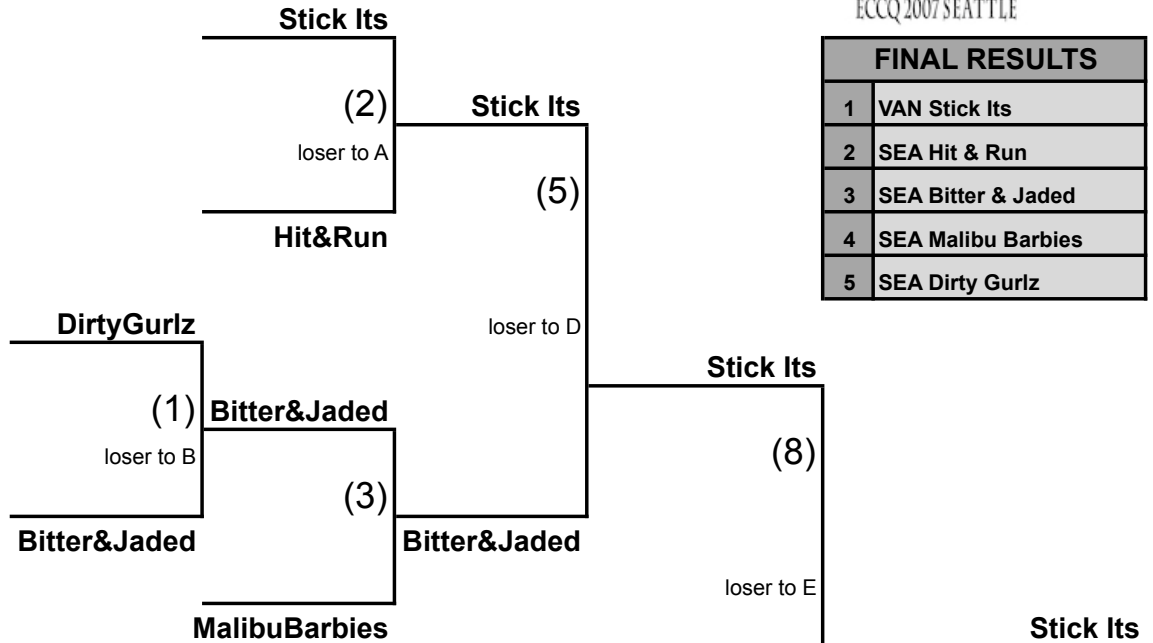 ECCQ 2007 SEATTLE
Stick Its
FINAL RESULTS
(2)
Stick Its
1 VAN Stick Its
loser to A
2 SEA Hit & Run
(5)
3 SEA Bitter & Jaded
Hit&Run
4 SEA Malibu Barbies
5 SEA Dirty Gurlz
DirtyGurlz
loser to D
Stick Its
(1)
Bitter&Jaded
loser to B
(8)
(3)
Bitter&Jaded
Bitter&Jaded
loser to E
MalibuBarbies
Stick Its